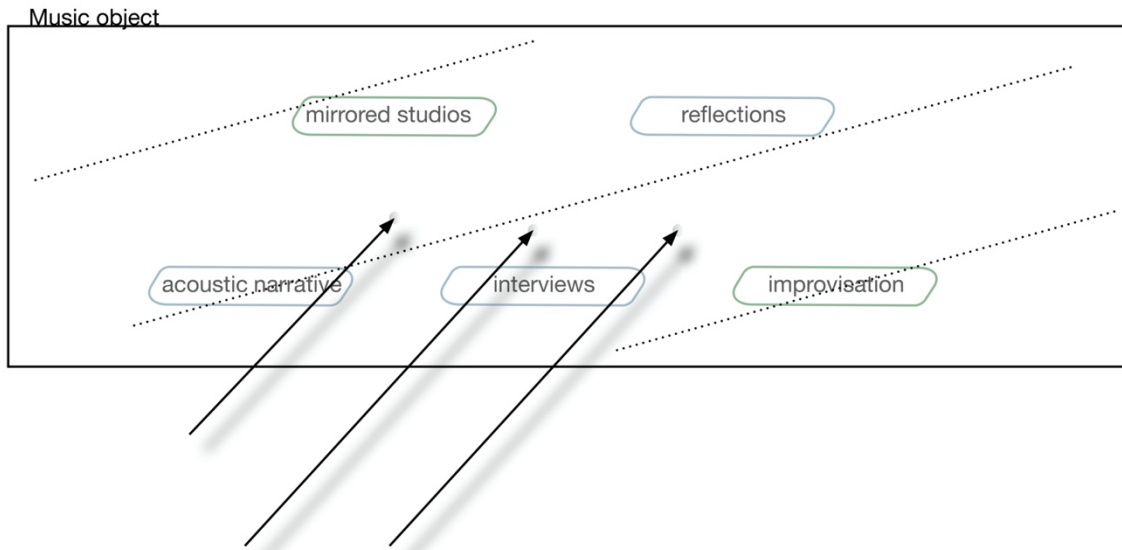 Music object
mirrored studios
reflections
acoustic narrative
interviews
improvisation